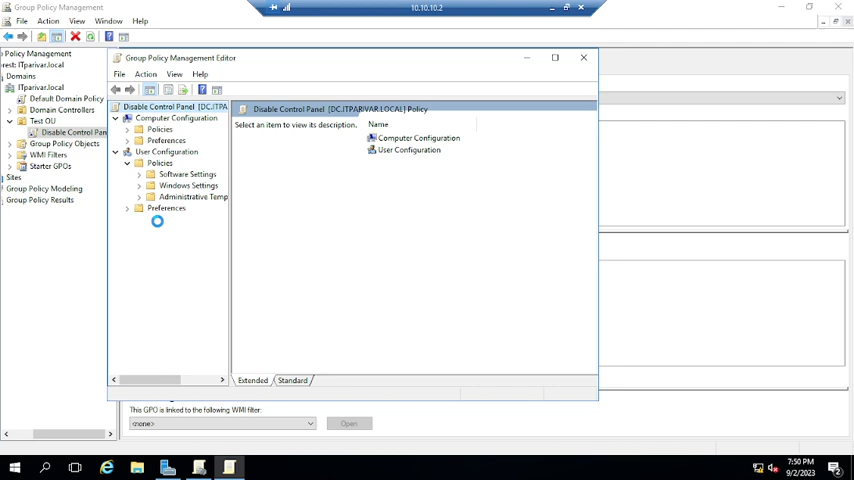 Group Policy Management
10.10.10.2
File Action View Window Help
Policy Management
rest: ITparivar.local
Domains
ITparivar.local
Default Domain Policy
Domain Controllers
Test OU
Disable Control Pan
Group Policy Objects
WMI Filters
Starter GPOs
Sites
Group Policy Modeling
Group Policy Results
Group Policy Management Editor
File Action View Help
Disable Control Panel [DC.ITPA
Computer Configuration
Policies
Preferences
User Configuration
Policies
Software Settings
Windows Settings
Administrative Temp
Preferences
Disable Control Panel [DC.ITPARIVAR.LOCAL] Policy
Select an item to view its description.
Name
Computer Configuration
User Configuration
Extended Standard
This GPO is linked to the following WMI filter:
<none>
Open
7:50 PM
9/2/2023
2